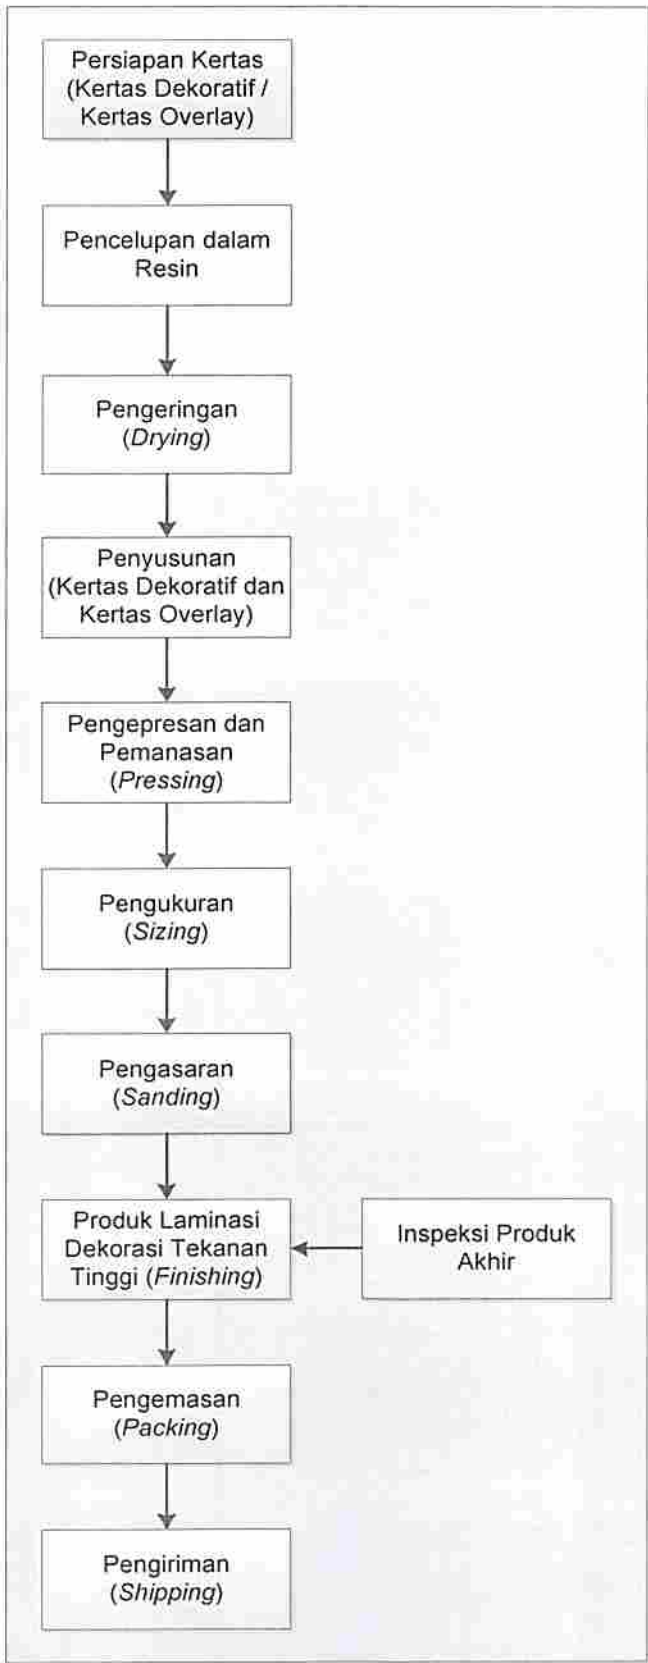 Persiapan Kertas
(Kertas Dekoratif /
Kertas Overlay)
Pencelupan dalam
Resin
Pengeringan
(Drying)
Penyusunan
(Kertas Dekoratif dan
Kertas Overlay)
Pengepresan dan
Pemanasan
(Pressing)
Pengukuran
(Sizing)
Pengasaran
(Sanding)
Produk Laminasi
Dekorasi Tekanan
Tinggi (Finishing)
Inspeksi Produk
Akhir
Pengemasan
(Packing)
Pengiriman
(Shipping)